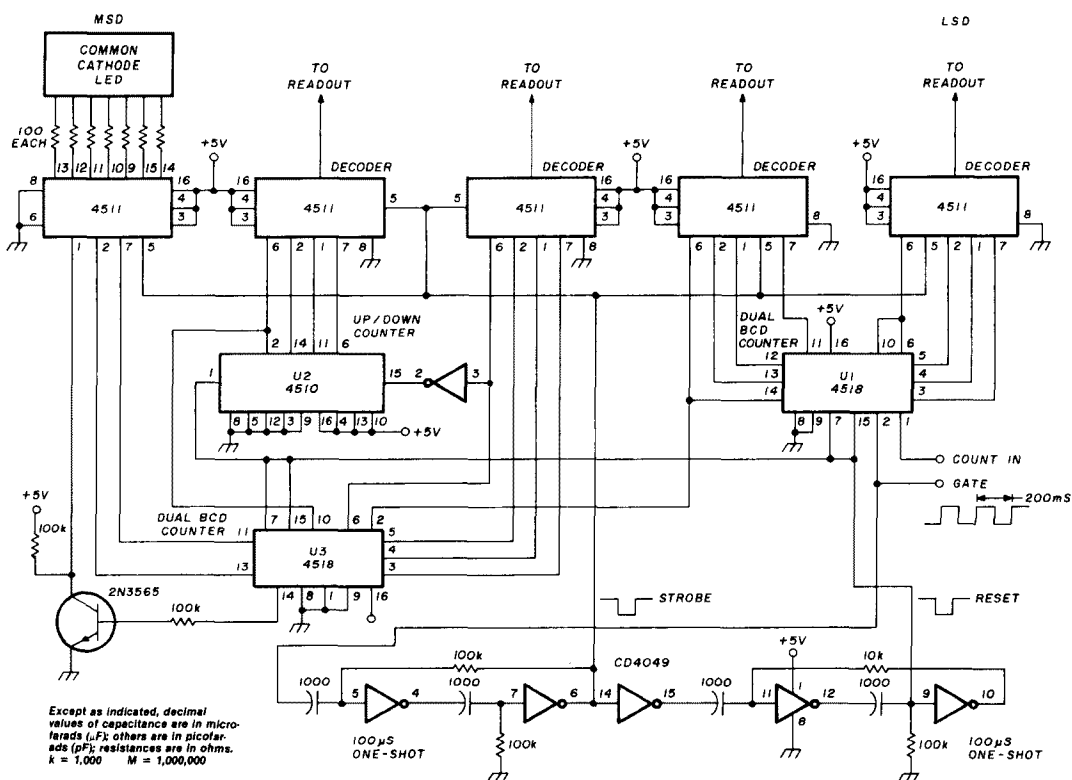 MSD
LSD
COMMON
CATHODE
LED
TO
READOUT
TO
READOUT
TO
READOUT
TO
READOUT
100
EACH
13 12 11 10 9 15 14
+5V
DECODER
DECODER
+5V
DECODER
+5V
DECODER
8
6
4511
16
4
3
16
4
3
4511
5
5
4511
16
4
3
16
4
3
4511
8
16
4
3
4511
8
1 2 7 5
6 2 1 7 8
6 2 1 7 8
6 2 1 5 7
6 5 2 1 7
UP/DOWN
COUNTER
DUAL
BCD
COUNTER
+5V
2 14 11 6
11 16 10 6
1
U2
4510
15
2
3
12
13
14
U1
4518
5
4
3
8 5 12 3 9 16 4 13 10
+5V
8 9 7 15 2 1
COUNT IN
GATE
200mS
+5V
100k
DUAL BCD
COUNTER
7 15 10 6 2
11
13
U3
4518
5
4
3
14 8 1 9 16
2N3565
100k
STROBE
RESET
100k
CD4049
+5V
10k
1000
5
4
1000
7
6
14
15
1000
11
1
12
1000
9
10
8
100µS
ONE-SHOT
100k
100k
100µS
ONE-SHOT
Except as indicated, decimal
values of capacitance are in micro-
farads (µF); others are in picofar-
ads (pF); resistances are in ohms.
k = 1,000 M = 1,000,000